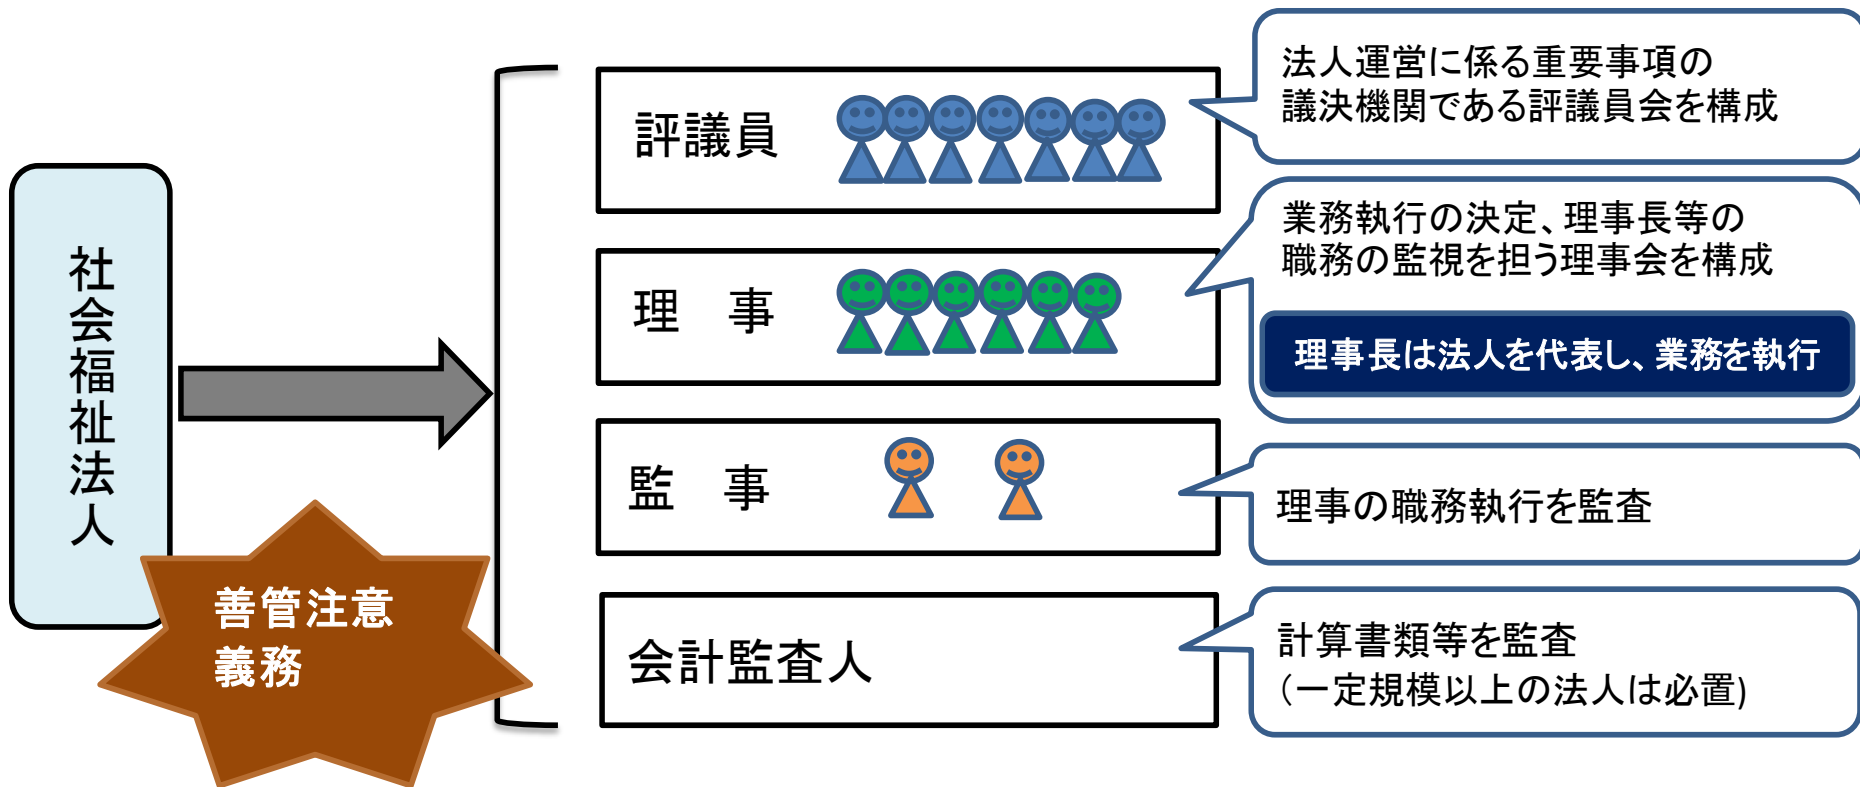 社会福祉法人
善管注意
義務
評議員
法人運営に係る重要事項の
議決機関である評議員会を構成
理　事
業務執行の決定、理事長等の
職務の監視を担う理事会を構成
理事長は法人を代表し、業務を執行
監　事
理事の職務執行を監査
会計監査人
計算書類等を監査
（一定規模以上の法人は必置)